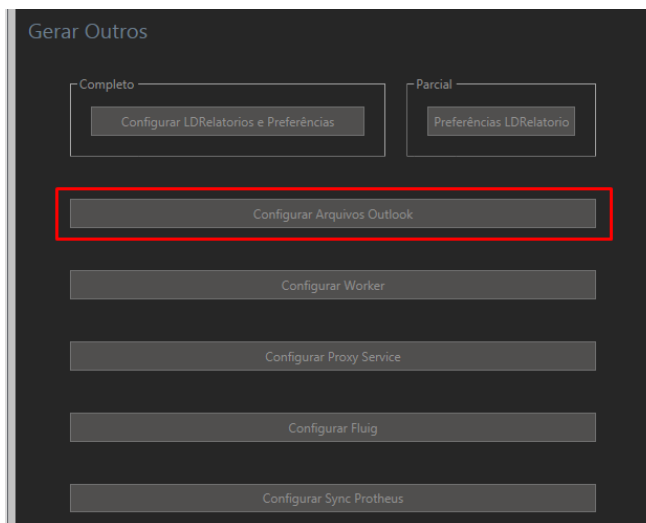 Gerar Outros
Completo
Parcial
Configurar LDRelatorios e Preferências
Preferências LDRelatorio
Configurar Arquivos Outlook
Configurar Worker
Configurar Proxy Service
Configurar Fluig
Configurar Sync Protheus